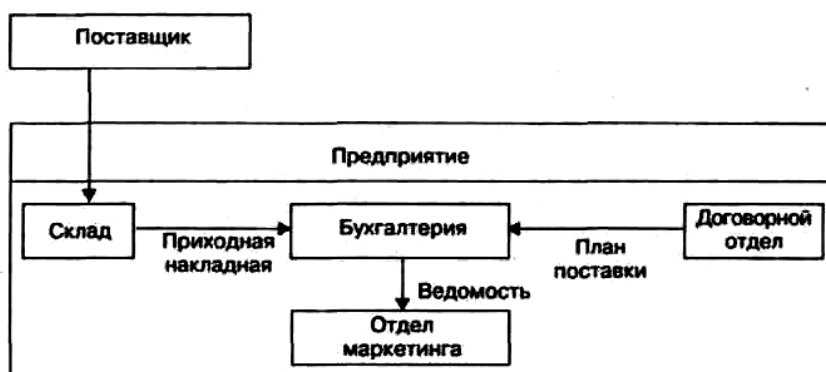 Поставщик
Предприятие
Склад
Приходная
накладная
Бухгалтерия
План
поставки
Договорной
отдел
Ведомость
Отдел
маркетинга